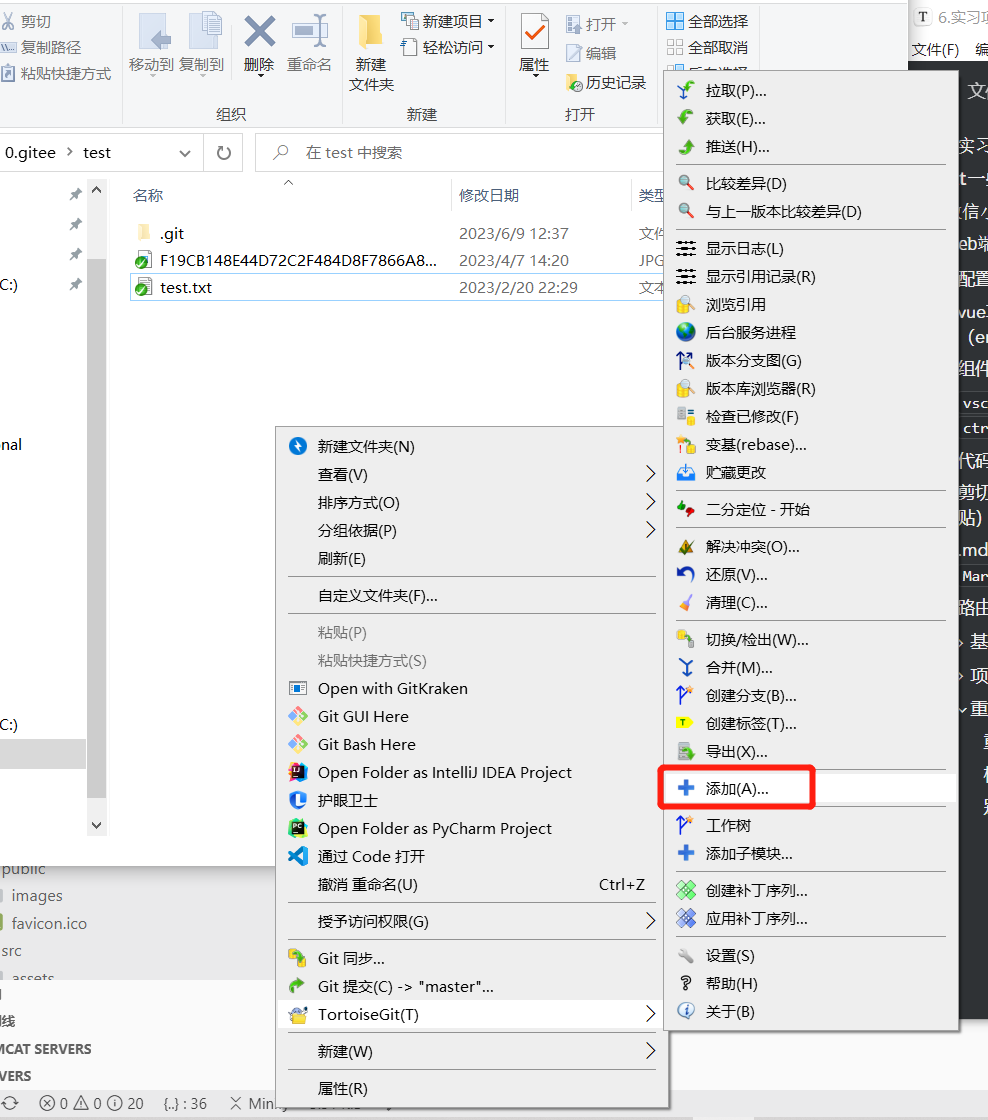 剪切
复制路径
粘贴快捷方式
移动到 复制到
删除 重命名
组织
新建
文件夹
新建项目
轻松访问
新建
属性
打开
编辑
历史记录
打开
全部选择
全部取消
T 6.实习项
文件(F) 编
0.gitee > test
在 test 中搜索
名称
修改日期
类型
.git
2023/6/9 12:37
文件
F19CB148E44D72C2F484D8F7866A8...
2023/4/7 14:20
JPG
test.txt
2023/2/20 22:29
文本
C:)
onal
C:)
新建文件夹(N)
查看(V)
排序方式(O)
分组依据(P)
刷新(E)
自定义文件夹(F)...
粘贴(P)
粘贴快捷方式(S)
Open with GitKraken
Git GUI Here
Git Bash Here
Open Folder as IntelliJ IDEA Project
护眼卫士
Open Folder as PyCharm Project
通过 Code 打开
撤消 重命名(U) Ctrl+Z
授予访问权限(G)
Git 同步...
Git 提交(C) -> "master"...
TortoiseGit(T)
新建(W)
属性(R)
拉取(P)...
获取(E)...
推送(H)...
比较差异(D)
与上一版本比较差异(D)
显示日志(L)
显示引用记录(R)
浏览引用
后台服务进程
版本分支图(G)
版本库浏览器(R)
检查已修改(F)
变基(rebase)...
贮藏更改
二分定位 - 开始
解决冲突(O)...
还原(V)...
清理(C)...
切换/检出(W)...
合并(M)...
创建分支(B)...
创建标签(T)...
导出(X)...
添加(A)...
工作树
添加子模块...
创建补丁序列...
应用补丁序列...
设置(S)
帮助(H)
关于(B)
实习
信小
eb端
配置
vue
组件
vsc
ctr
代码
剪切
贴)
.md
Mar
路由
基
项
重
public
images
favicon.ico
src
assets
MCAT SERVERS
VERS
0 0 20 {..} : 36